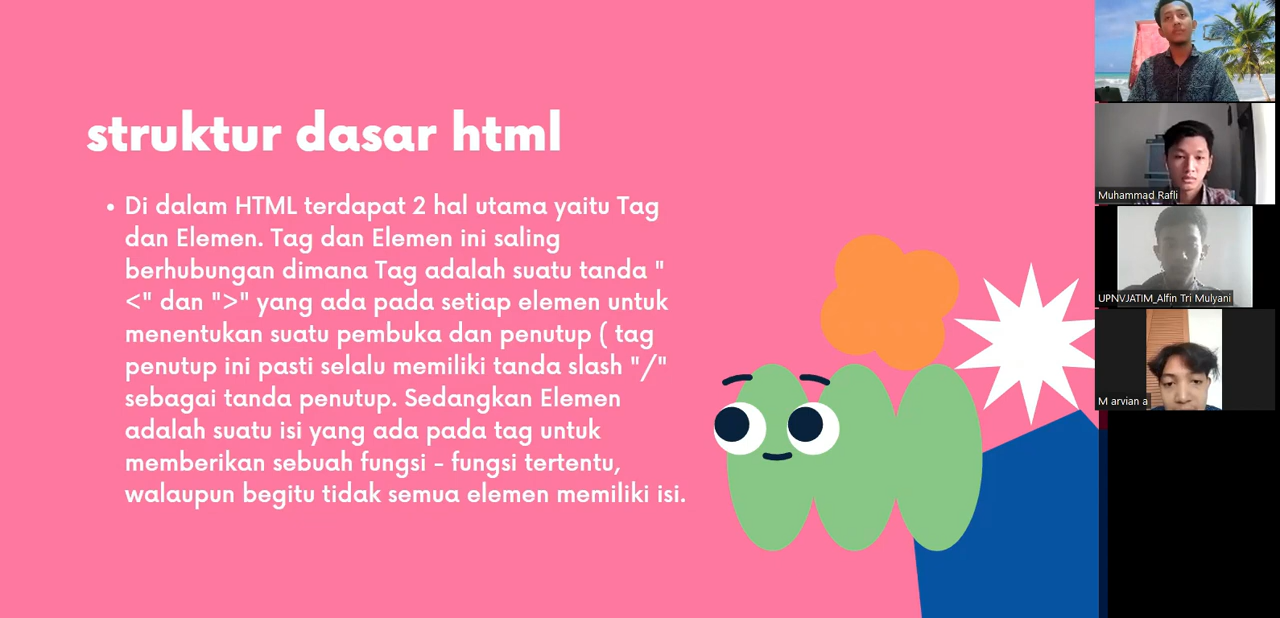 struktur dasar html
• Di dalam HTML terdapat 2 hal utama yaitu Tag
dan Elemen. Tag dan Elemen ini saling
berhubungan dimana Tag adalah suatu tanda "
<" dan ">" yang ada pada setiap elemen untuk
menentukan suatu pembuka dan penutup ( tag
penutup ini pasti selalu memiliki tanda slash "/"
sebagai tanda penutup. Sedangkan Elemen
adalah suatu isi yang ada pada tag untuk
memberikan sebuah fungsi - fungsi tertentu,
walaupun begitu tidak semua elemen memiliki isi.
Muhammad Rafli
UPNVJATIM_Alfin Tri Mulyani
M arvian a